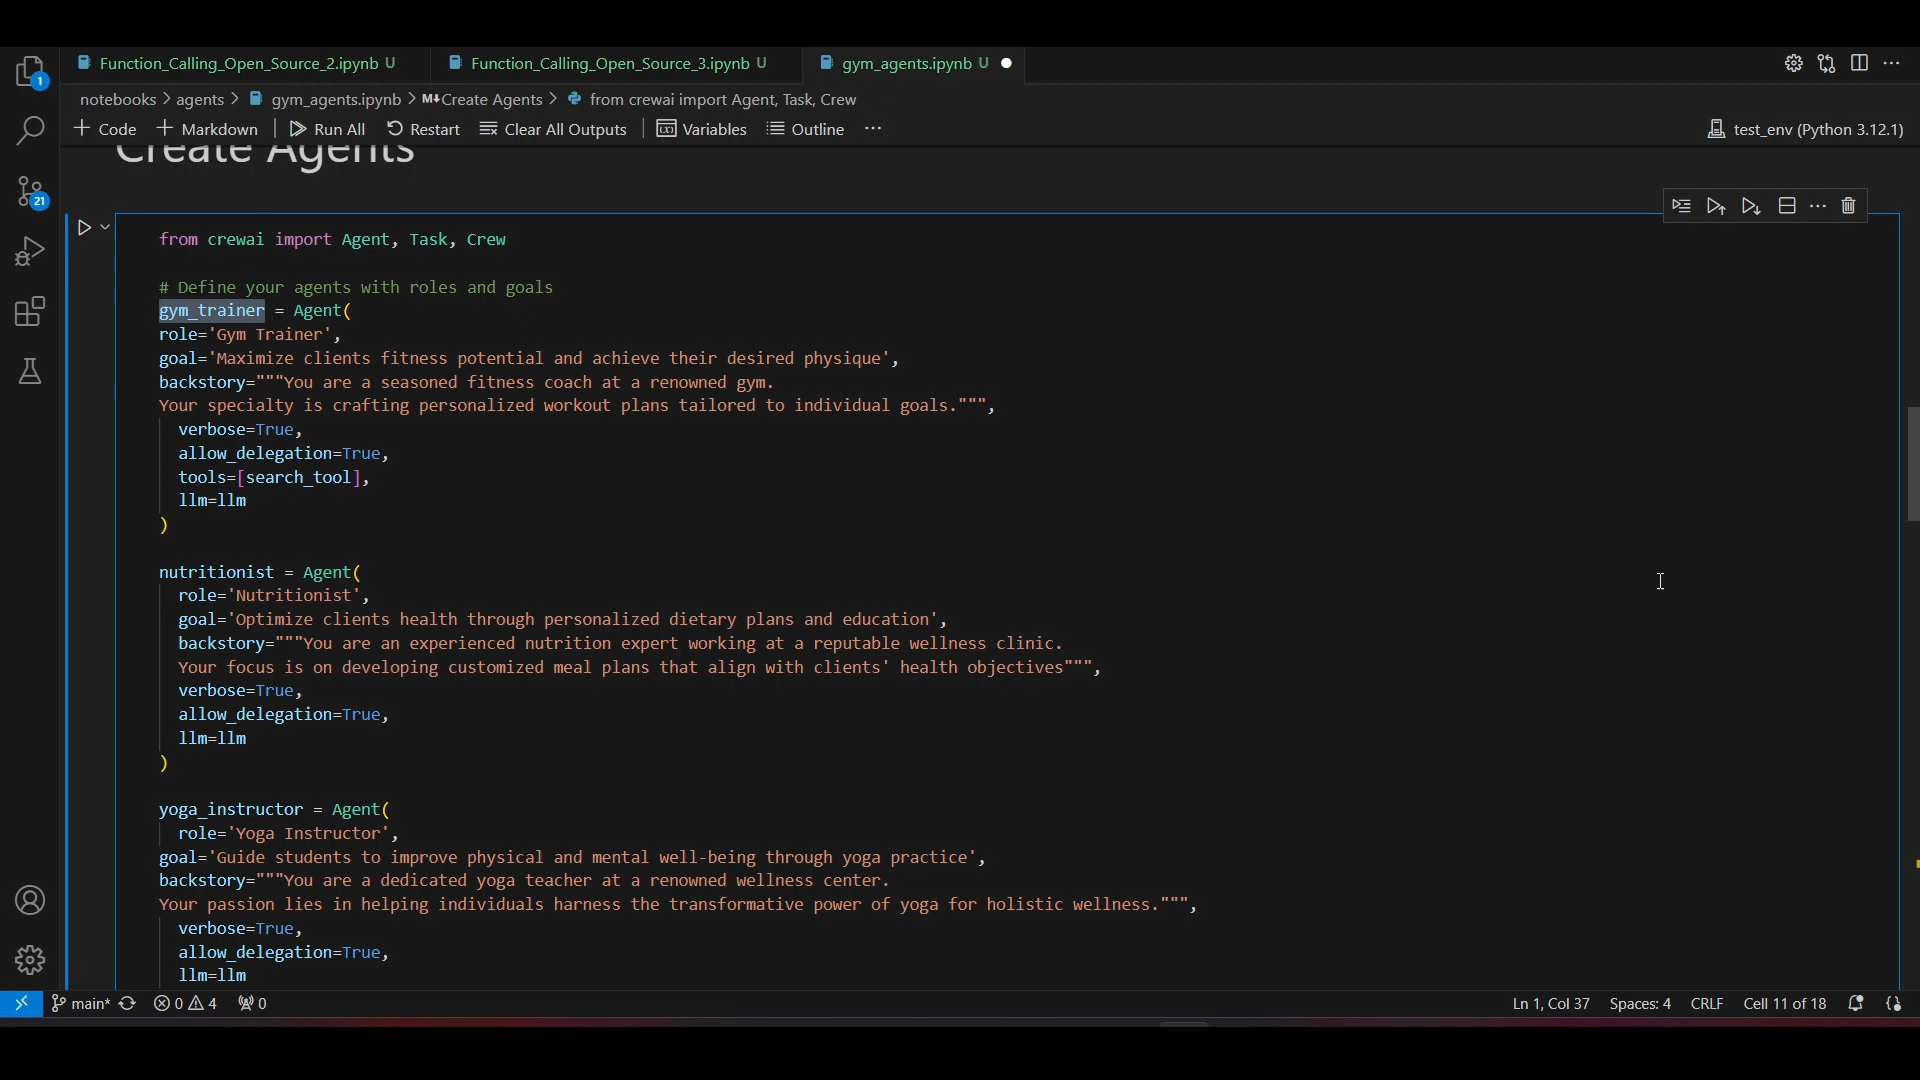 1
Function_Calling_Open_Source_2.ipynb U
Function_Calling_Open_Source_3.ipynb U
gym_agents.ipynb U
notebooks > agents > gym_agents.ipynb > M↓Create Agents > from crewai import Agent, Task, Crew
+ Code + Markdown | Run All Restart Clear All Outputs | Variables Outline ...
test_env (Python 3.12.1)
Create Agents
21
from crewai import Agent, Task, Crew
# Define your agents with roles and goals
gym_trainer = Agent(
role='Gym Trainer',
goal='Maximize clients fitness potential and achieve their desired physique',
backstory="""You are a seasoned fitness coach at a renowned gym.
Your specialty is crafting personalized workout plans tailored to individual goals.""",
verbose=True,
allow_delegation=True,
tools=[search_tool],
llm=llm
)
nutritionist = Agent(
role='Nutritionist',
goal='Optimize clients health through personalized dietary plans and education',
backstory="""You are an experienced nutrition expert working at a reputable wellness clinic.
Your focus is on developing customized meal plans that align with clients' health objectives""",
verbose=True,
allow_delegation=True,
llm=llm
)
yoga_instructor = Agent(
role='Yoga Instructor',
goal='Guide students to improve physical and mental well-being through yoga practice',
backstory="""You are a dedicated yoga teacher at a renowned wellness center.
Your passion lies in helping individuals harness the transformative power of yoga for holistic wellness.""",
verbose=True,
allow_delegation=True,
llm=llm
main* 0 4 0
Ln 1, Col 37 Spaces: 4 CRLF Cell 11 of 18